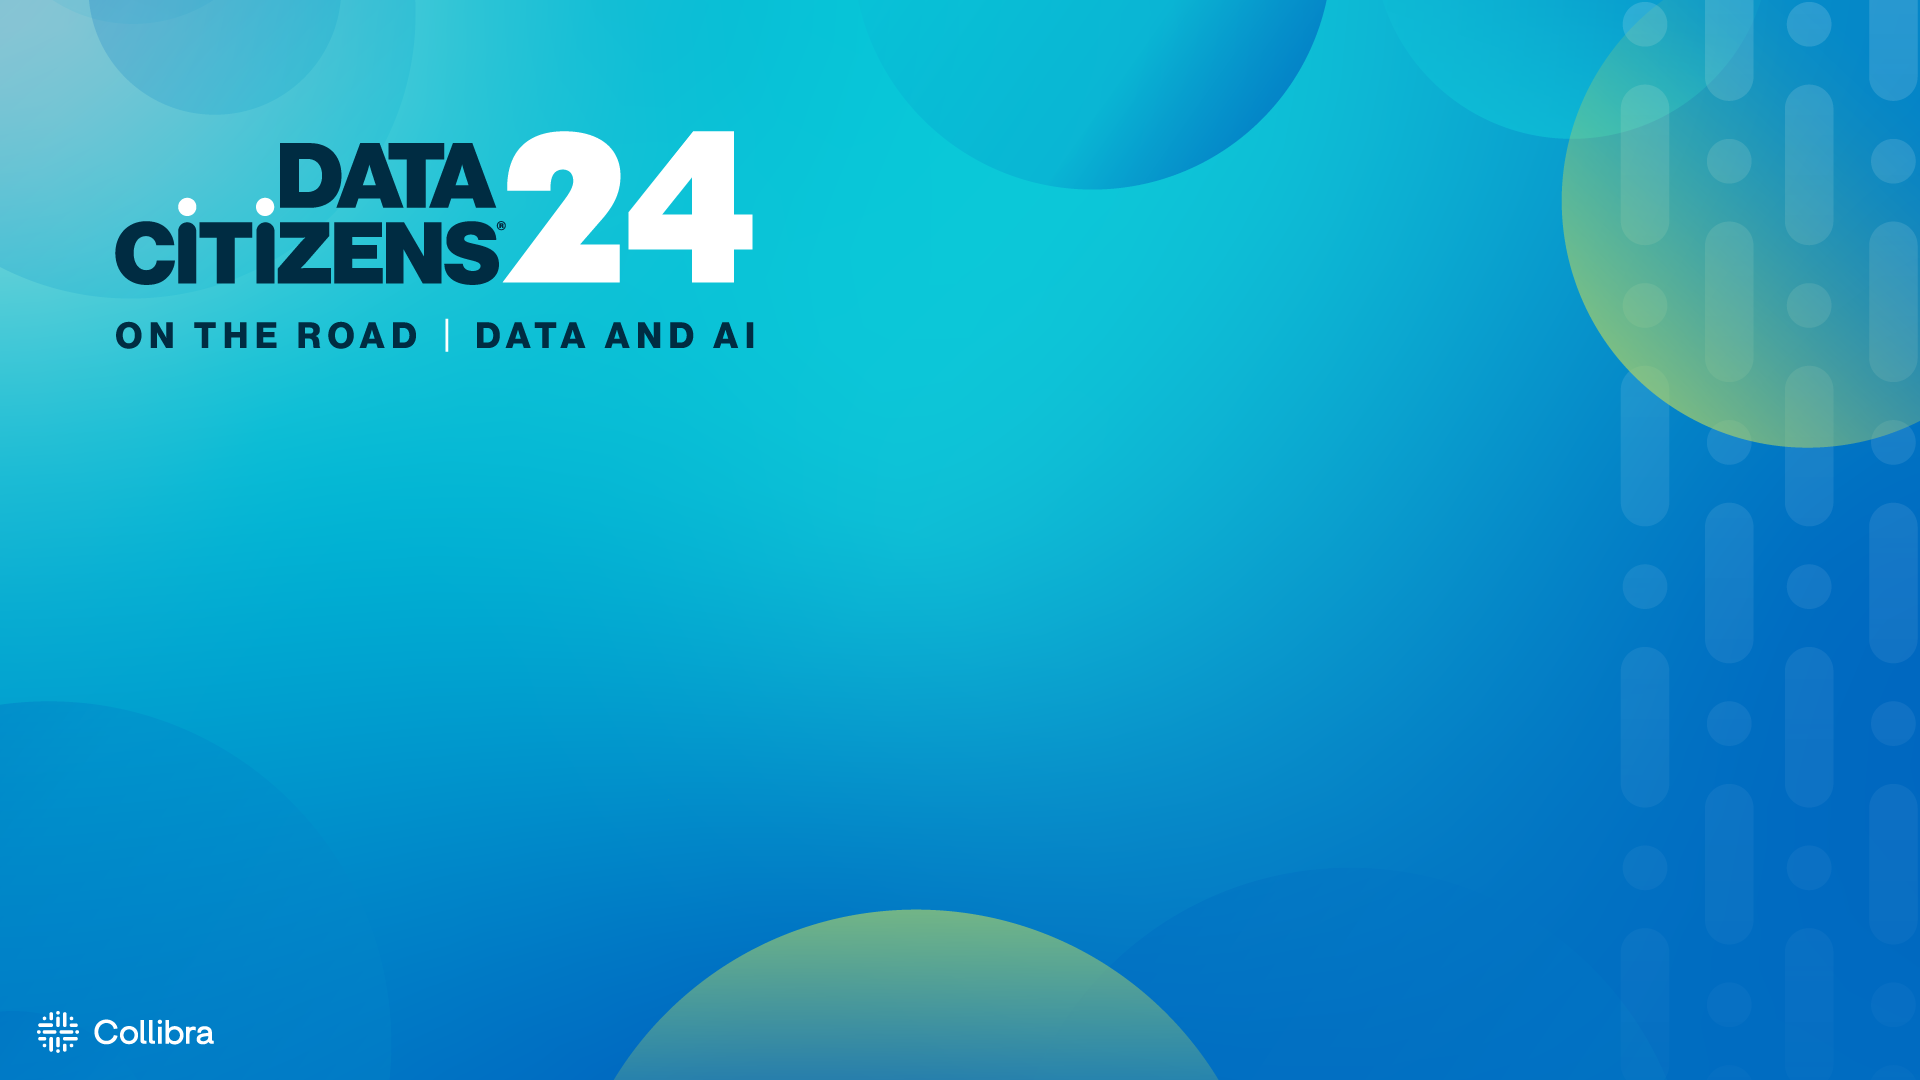 DATA
CiTiZENS® 24
ON THE ROAD | DATA AND AI
Collibra